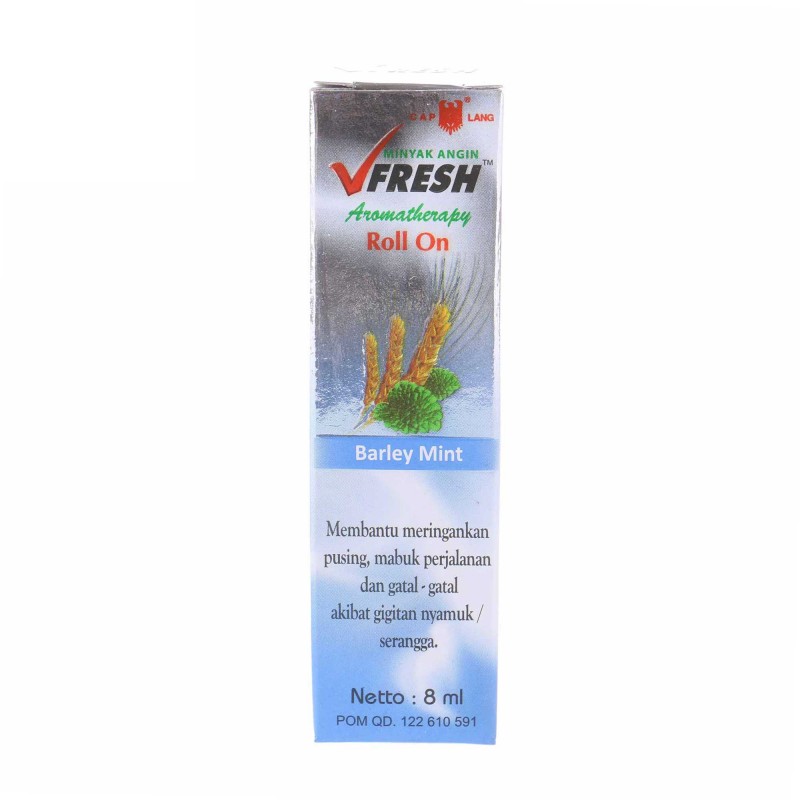 CAP LANG
MINYAK ANGIN
VFRESH™
Aromatherapy
Roll On
Barley Mint
Membantu meringankan
pusing, mabuk perjalanan
dan gatal - gatal
akibat gigitan nyamuk /
serangga.
Netto : 8 ml
POM QD. 122 610 591